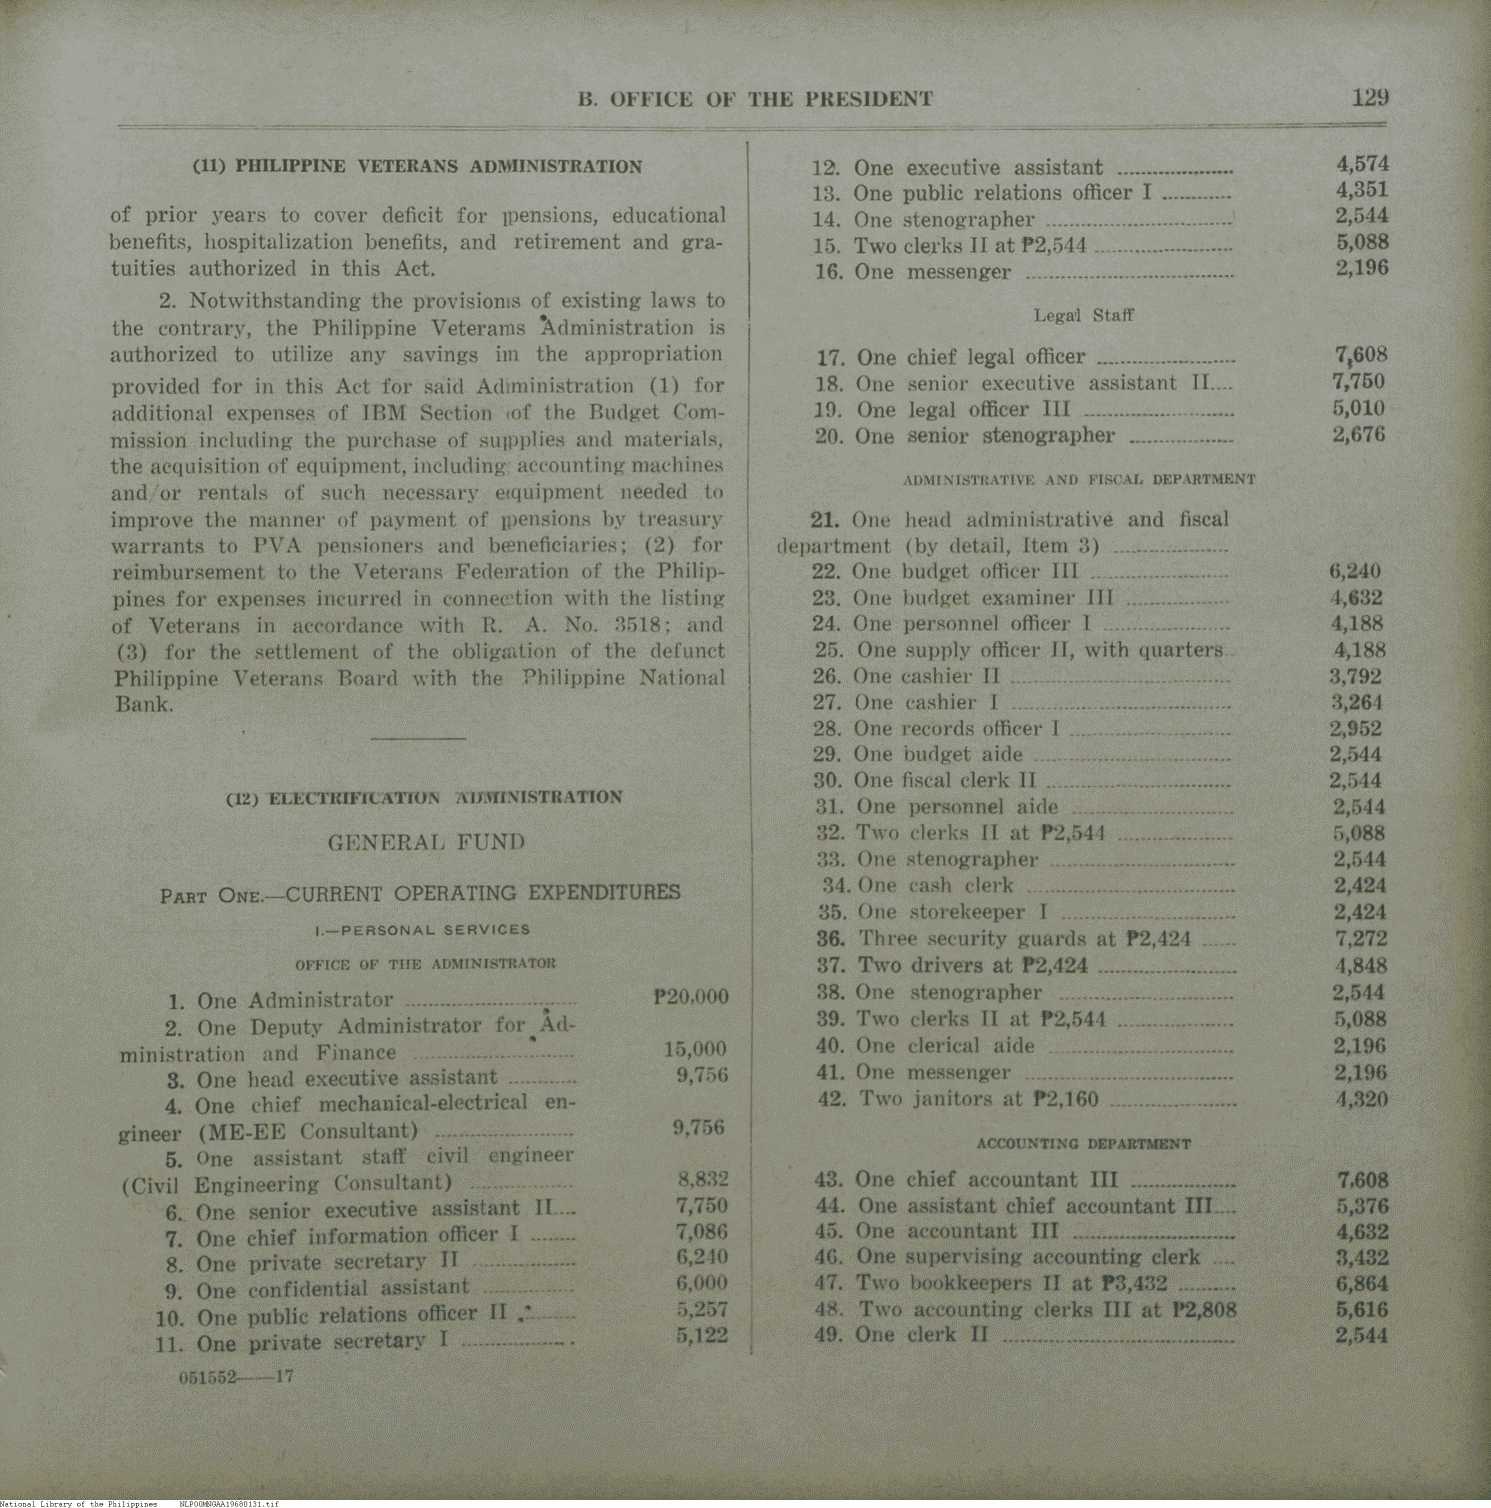 B. OFFICE OF THE PRESIDENT 129
(11) PHILIPPINE VETERANS ADMINISTRATION
of prior years to cover deficit for pensions, educational
benefits, hospitalization benefits, and retirement and gra-
tuities authorized in this Act.
2. Notwithstanding the provisions of existing laws to
the contrary, the Philippine Veterans Administration is
authorized to utilize any savings in the appropriation
provided for in this Act for said Administration (1) for
additional expenses of IBM Section of the Budget Com-
mission including the purchase of supplies and materials,
the acquisition of equipment, including accounting machines
and/or rentals of such necessary equipment needed to
improve the manner of payment of pensions by treasury
warrants to PVA pensioners and beneficiaries; (2) for
reimbursement to the Veterans Federation of the Philip-
pines for expenses incurred in connection with the listing
of Veterans in accordance with R. A. No. 3518; and
(3) for the settlement of the obligation of the defunct
Philippine Veterans Board with the Philippine National
Bank.
(12) ELECTRIFICATION ADMINISTRATION
GENERAL FUND
PART ONE.—CURRENT OPERATING EXPENDITURES
I.—PERSONAL SERVICES
OFFICE OF THE ADMINISTRATOR
1. One Administrator ₱20,000
2. One Deputy Administrator for Ad-
ministration and Finance 15,000
3. One head executive assistant 9,756
4. One chief mechanical-electrical en-
gineer (ME-EE Consultant) 9,756
5. One assistant staff civil engineer
(Civil Engineering Consultant) 8,832
6. One senior executive assistant II 7,750
7. One chief information officer I 7,086
8. One private secretary II 6,240
9. One confidential assistant 6,000
10. One public relations officer II 5,257
11. One private secretary I 5,122
051552——17
12. One executive assistant 4,574
13. One public relations officer I 4,351
14. One stenographer 2,544
15. Two clerks II at ₱2,544 5,088
16. One messenger 2,196
Legal Staff
17. One chief legal officer 7,608
18. One senior executive assistant II 7,750
19. One legal officer III 5,010
20. One senior stenographer 2,676
ADMINISTRATIVE AND FISCAL DEPARTMENT
21. One head administrative and fiscal
department (by detail, Item 3)
22. One budget officer III 6,240
23. One budget examiner III 4,632
24. One personnel officer I 4,188
25. One supply officer II, with quarters 4,188
26. One cashier II 3,792
27. One cashier I 3,264
28. One records officer I 2,952
29. One budget aide 2,544
30. One fiscal clerk II 2,544
31. One personnel aide 2,544
32. Two clerks II at ₱2,544 5,088
33. One stenographer 2,544
34. One cash clerk 2,424
35. One storekeeper I 2,424
36. Three security guards at ₱2,424 7,272
37. Two drivers at ₱2,424 4,848
38. One stenographer 2,544
39. Two clerks II at ₱2,544 5,088
40. One clerical aide 2,196
41. One messenger 2,196
42. Two janitors at ₱2,160 4,320
ACCOUNTING DEPARTMENT
43. One chief accountant III 7,608
44. One assistant chief accountant III 5,376
45. One accountant III 4,632
46. One supervising accounting clerk 3,432
47. Two bookkeepers II at ₱3,432 6,864
48. Two accounting clerks III at ₱2,808 5,616
49. One clerk II 2,544
National Library of the Philippines NLPOOMNGAA19680131.tif